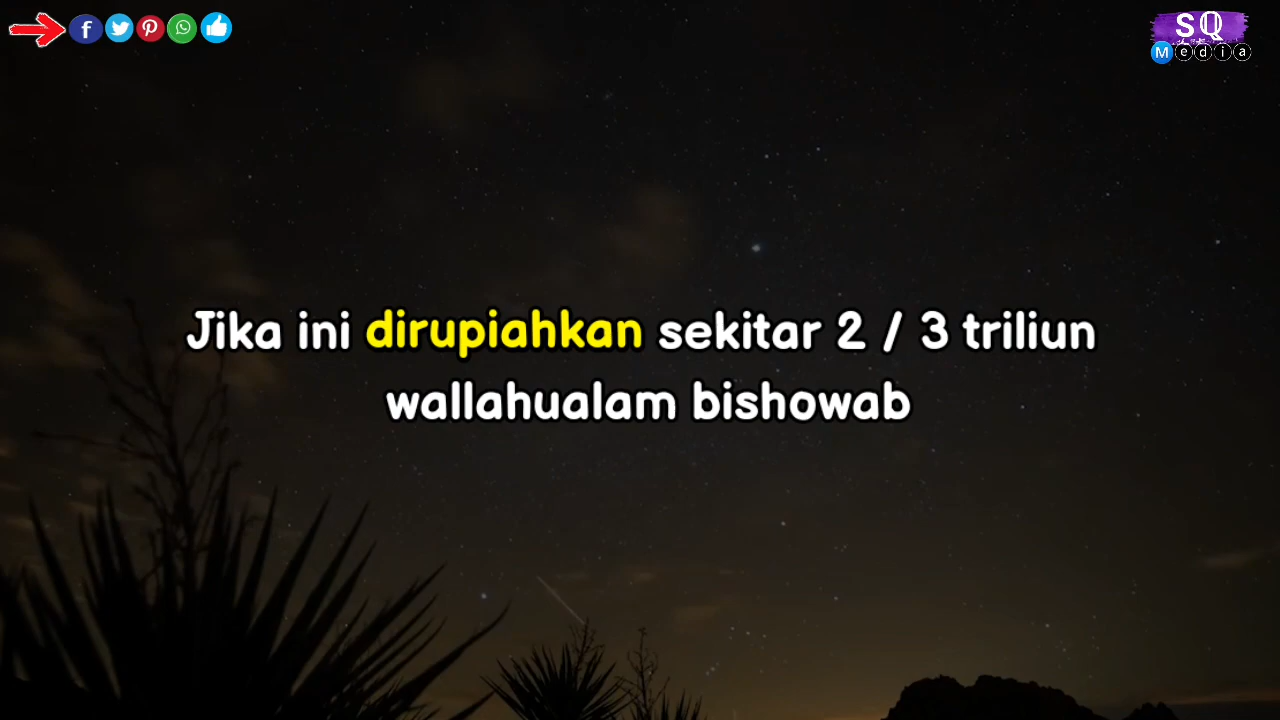 SQ
Media
Jika ini dirupiahkan sekitar 2 / 3 triliun
wallahualam bishowab